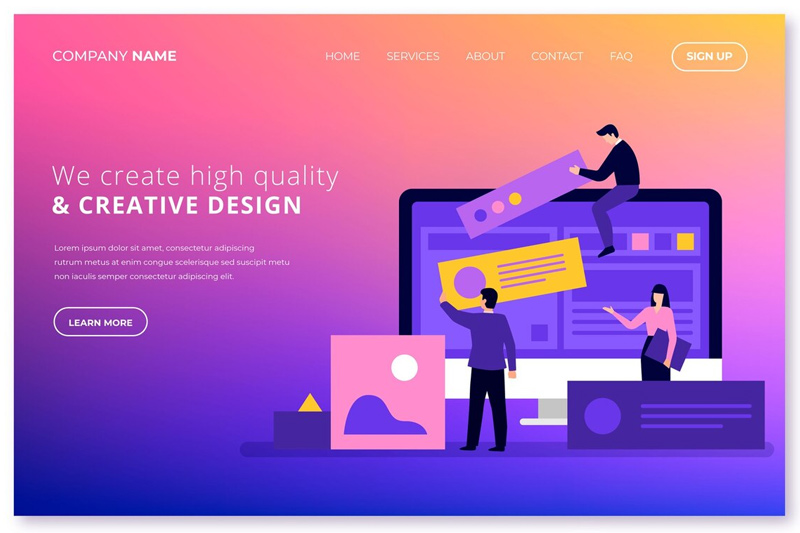 COMPANY NAME
HOME SERVICES ABOUT CONTACT FAQ SIGN UP
We create high quality
& CREATIVE DESIGN
Lorem ipsum dolor sit amet, consectetur adipiscing
rutrum metus at enim congue scelerisque sed suscipit metu
non iaculis semper consectetur adipiscing elit.
LEARN MORE